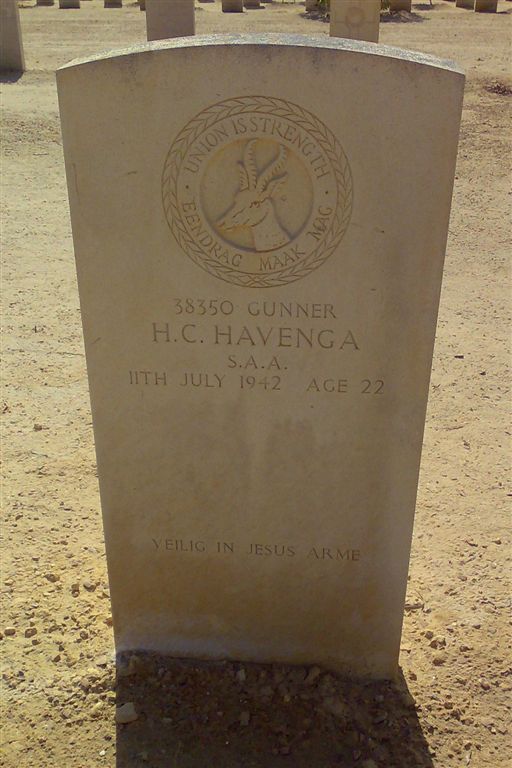 UNION IS STRENGTH
EENDRAG MAAK MAG
38350 GUNNER
H.C. HAVENGA
S.A.A.
11TH JULY 1942 AGE 22
VEILIG IN JESUS ARME